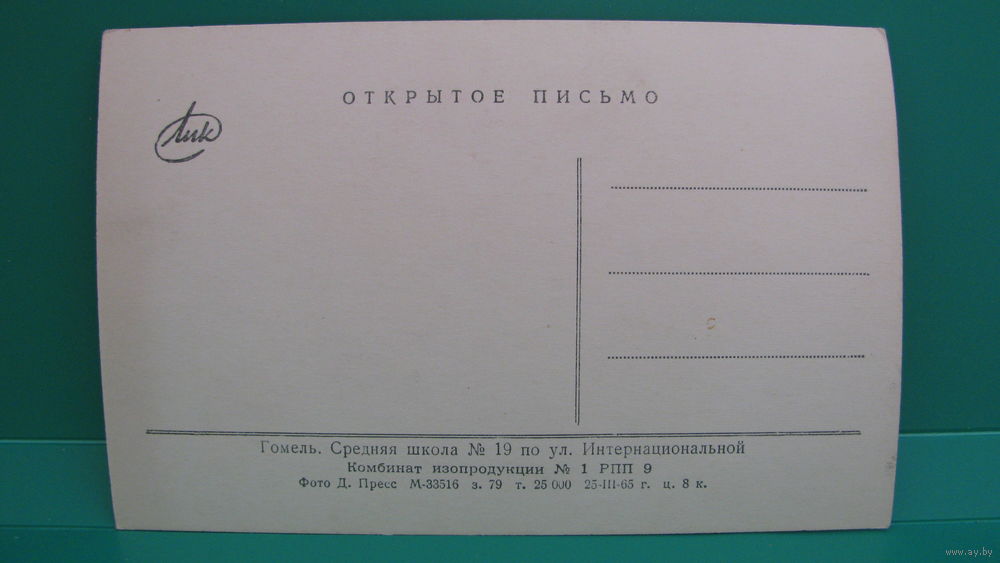 ОТКРЫТОЕ ПИСЬМО
Лик
Гомель. Средняя школа № 19 по ул. Интернациональной
Комбинат изопродукции № 1 РПП 9
Фото Д. Пресс М-33516 з. 79 т. 25 000 25-III-65 г. ц. 8 к.
www.ay.by